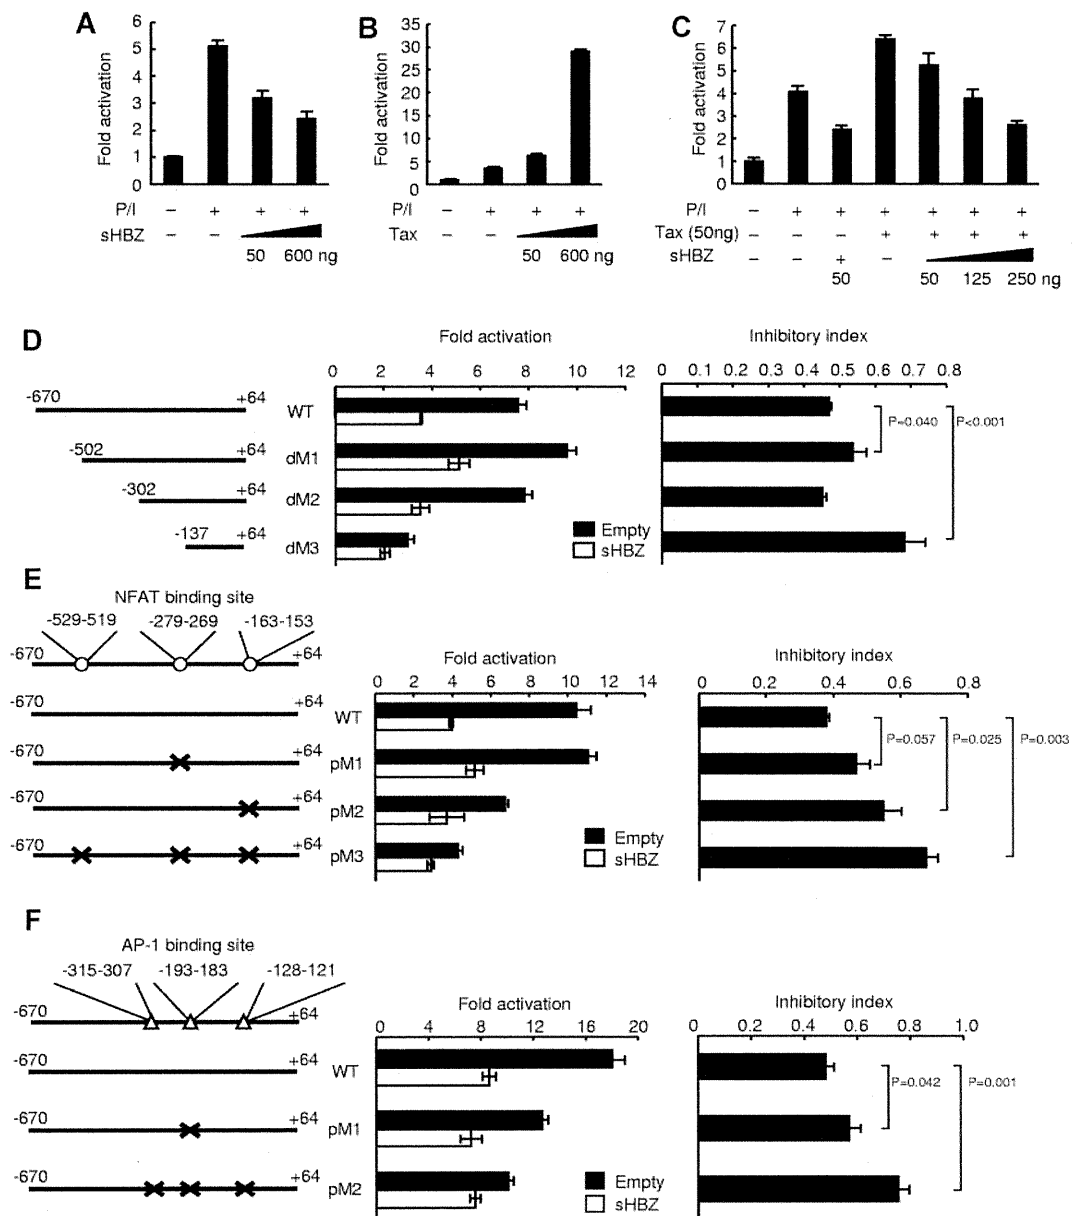 A
6
5
4
3
2
1
0
Fold activation
P/I − + + +
sHBZ − −
50 600 ng
B
35
30
25
20
15
10
5
0
Fold activation
P/I − + + +
Tax − −
50 600 ng
C
7
6
5
4
3
2
1
0
Fold activation
P/I − + + + + + +
Tax (50ng) − − − + + + +
sHBZ − − + −
50 50 125 250 ng
D
Fold activation
0 2 4 6 8 10 12
Inhibitory index
0 0.1 0.2 0.3 0.4 0.5 0.6 0.7 0.8
-670 +64 WT
-502 +64 dM1
-302 +64 dM2
-137 +64 dM3
Empty
sHBZ
P=0.040
P<0.001
E
NFAT binding site
-529-519 -279-269 -163-153
-670 +64
Fold activation
0 2 4 6 8 10 12 14
Inhibitory index
0 0.2 0.4 0.6 0.8
-670 +64 WT
-670 +64 pM1
-670 +64 pM2
-670 +64 pM3
Empty
sHBZ
P=0.057
P=0.025
P=0.003
F
AP-1 binding site
-315-307 -193-183 -128-121
-670 +64
Fold activation
0 4 8 12 16 20
Inhibitory index
0 0.2 0.4 0.6 0.8 1.0
-670 +64 WT
-670 +64 pM1
-670 +64 pM2
Empty
sHBZ
P=0.042
P=0.001